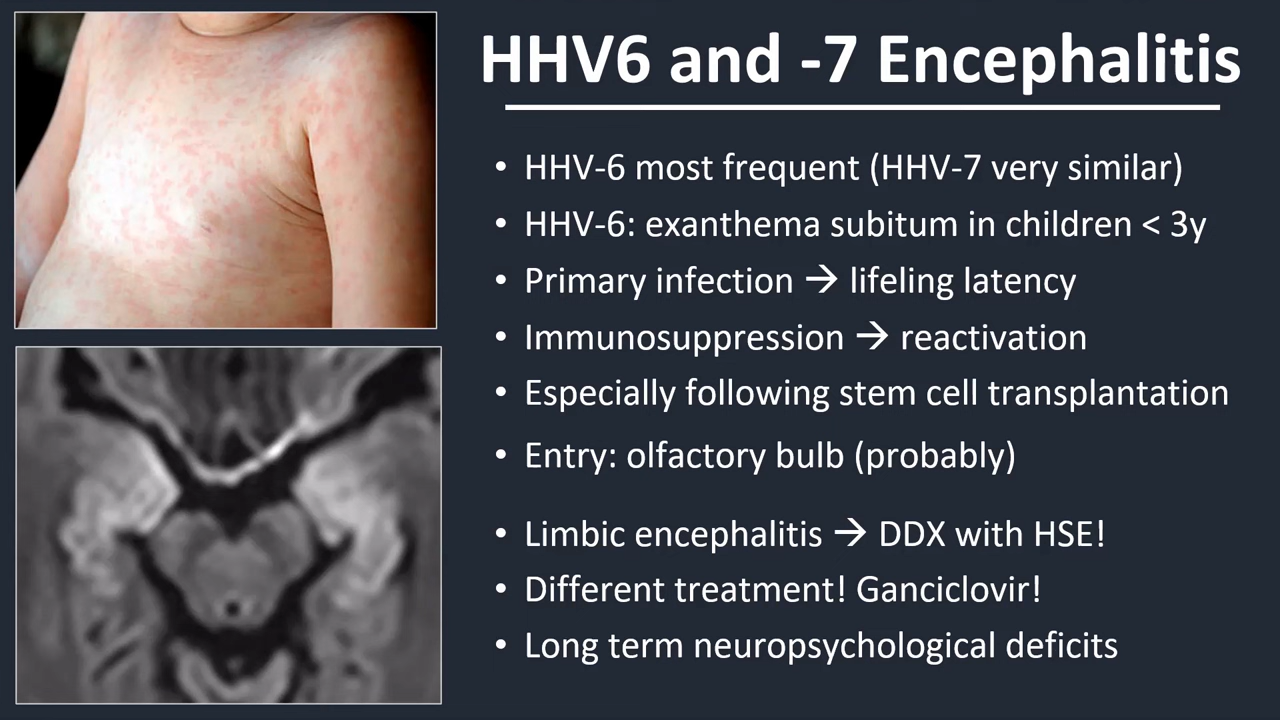 HHV6 and -7 Encephalitis
• HHV-6 most frequent (HHV-7 very similar)
• HHV-6: exanthema subitum in children < 3y
• Primary infection → lifeling latency
• Immunosuppression → reactivation
• Especially following stem cell transplantation
• Entry: olfactory bulb (probably)
• Limbic encephalitis → DDX with HSE!
• Different treatment! Ganciclovir!
• Long term neuropsychological deficits